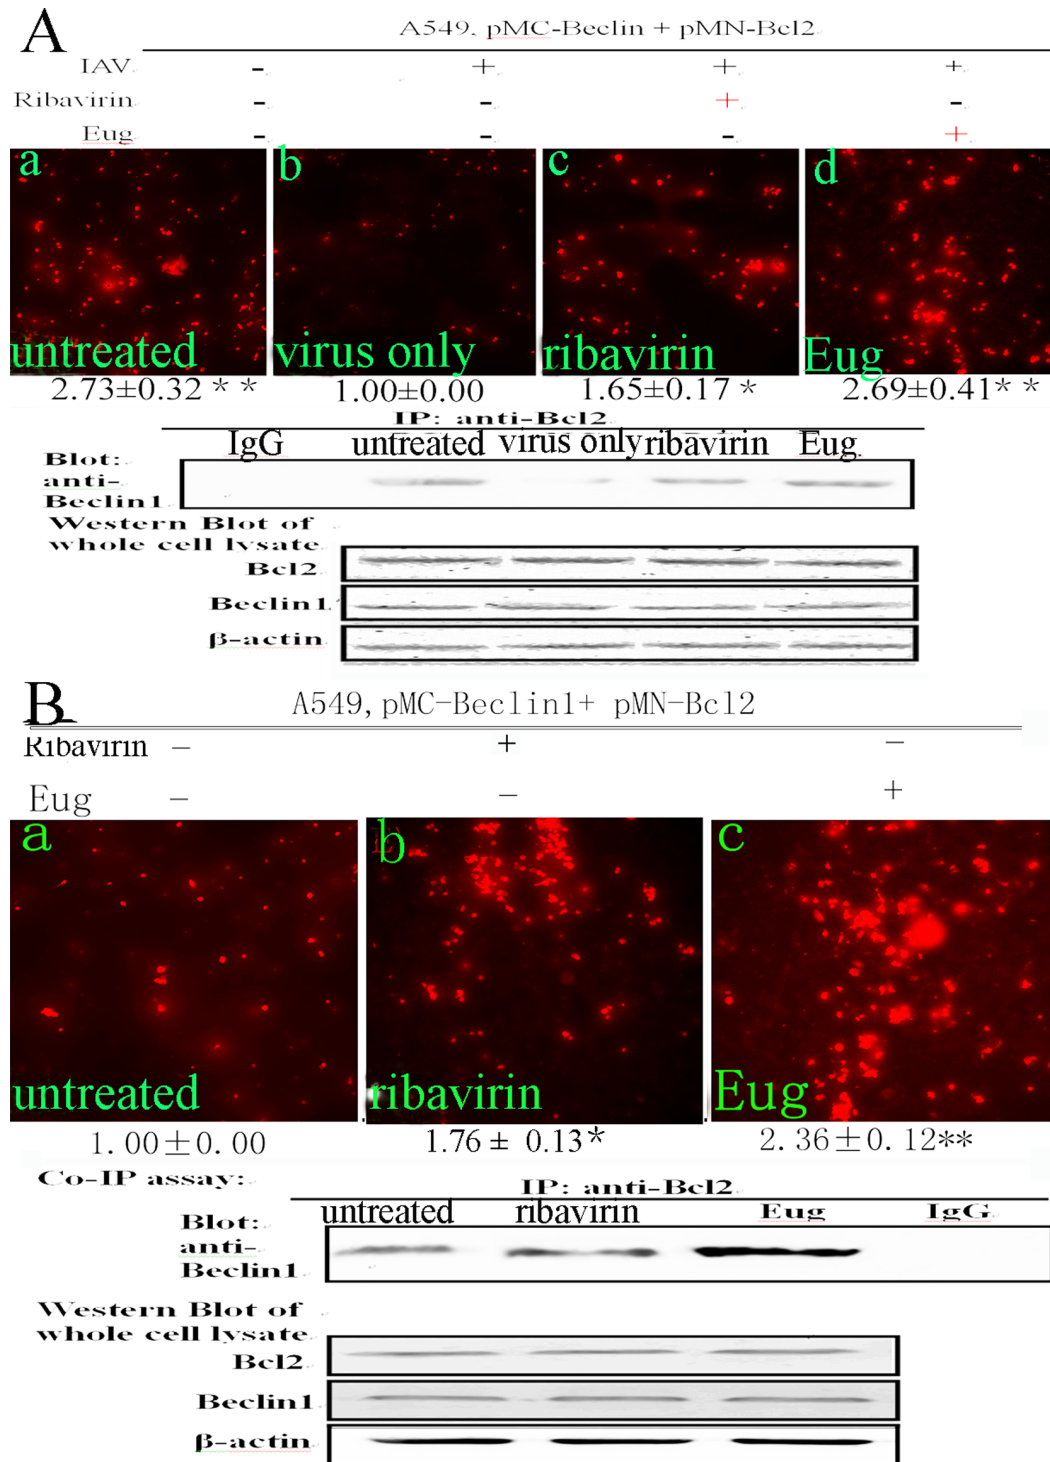 A
A549, pMC-Beclin + pMN-Bcl2
IAV - + + +
Ribavirin - - + -
Eug - - - +
a b c d
untreated virus only ribavirin Eug
2.73±0.32 * * 1.00±0.00 1.65±0.17 * 2.69±0.41* *
IP: anti-Bcl2
IgG untreated virus only ribavirin Eug
Blot:
anti-
Beclin1
Western Blot of
whole cell lysate
Bcl2
Beclin1
β-actin
B
A549, pMC-Beclin1+ pMN-Bcl2
Ribavirin − + −
Eug − − +
a b c
untreated ribavirin Eug
1.00±0.00 1.76 ± 0.13* 2.36±0.12**
Co-IP assay:
IP: anti-Bcl2
untreated ribavirin Eug IgG
Blot:
anti-
Beclin1
Western Blot of
whole cell lysate
Bcl2
Beclin1
β-actin